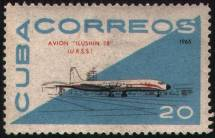 CUBA CORREOS
AVION "ILUSHIN 18"
(U.R.S.S.)
1965
20